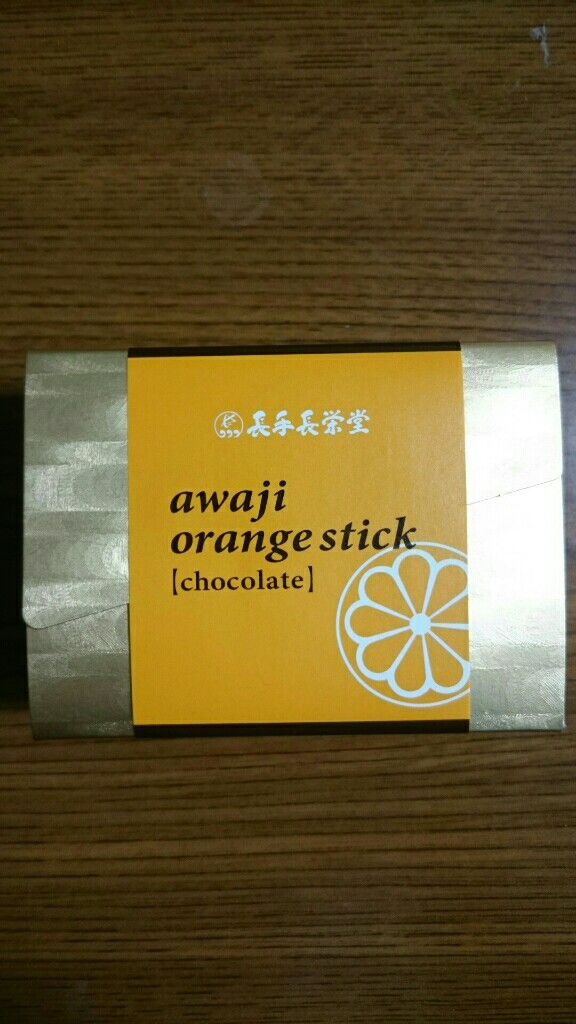 長手長栄堂
awaji
orange stick
【chocolate】